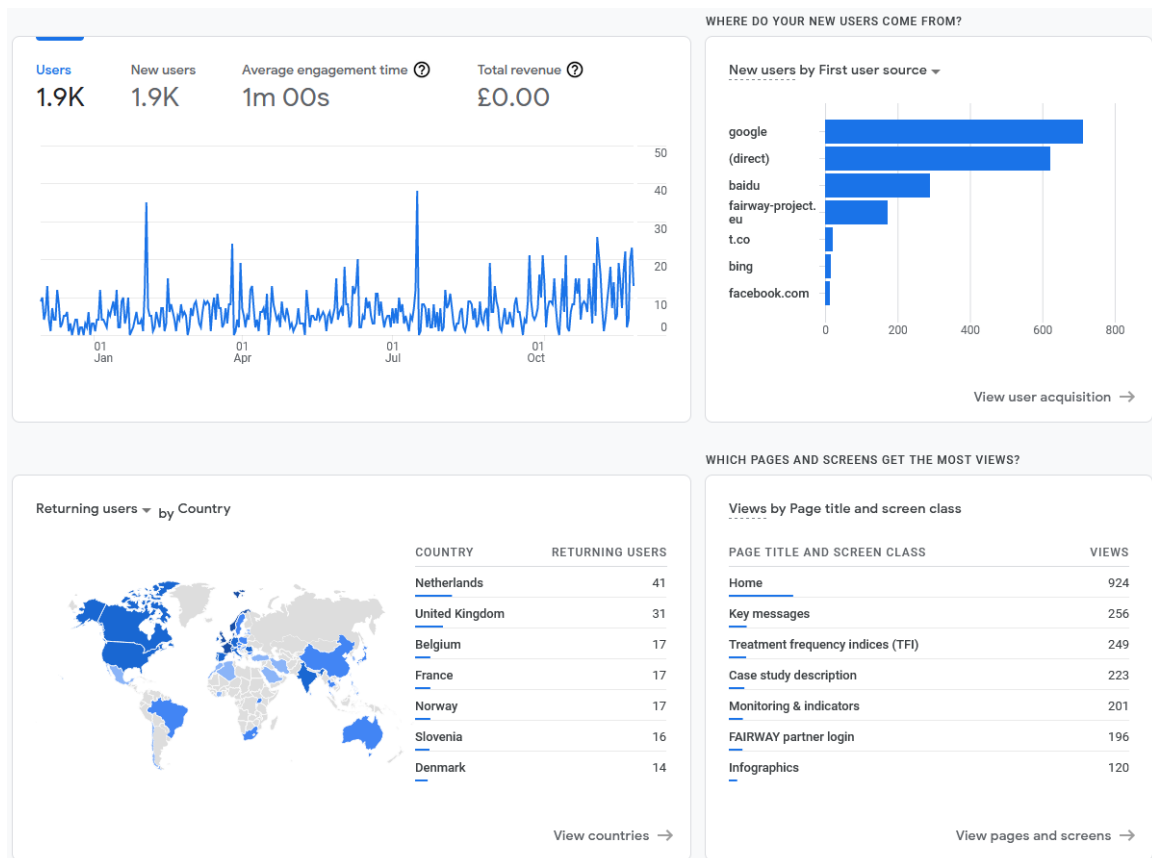 WHERE DO YOUR NEW USERS COME FROM?
Users
1.9K
New users
1.9K
Average engagement time ?
1m 00s
Total revenue ?
£0.00
50
40
30
20
10
0
01
Jan
01
Apr
01
Jul
01
Oct
New users by First user source
google
(direct)
baidu
fairway-project.
eu
t.co
bing
facebook.com
0 200 400 600 800
View user acquisition →
WHICH PAGES AND SCREENS GET THE MOST VIEWS?
Returning users by Country
COUNTRY RETURNING USERS
Netherlands 41
United Kingdom 31
Belgium 17
France 17
Norway 17
Slovenia 16
Denmark 14
View countries →
Views by Page title and screen class
PAGE TITLE AND SCREEN CLASS VIEWS
Home 924
Key messages 256
Treatment frequency indices (TFI) 249
Case study description 223
Monitoring & indicators 201
FAIRWAY partner login 196
Infographics 120
View pages and screens →